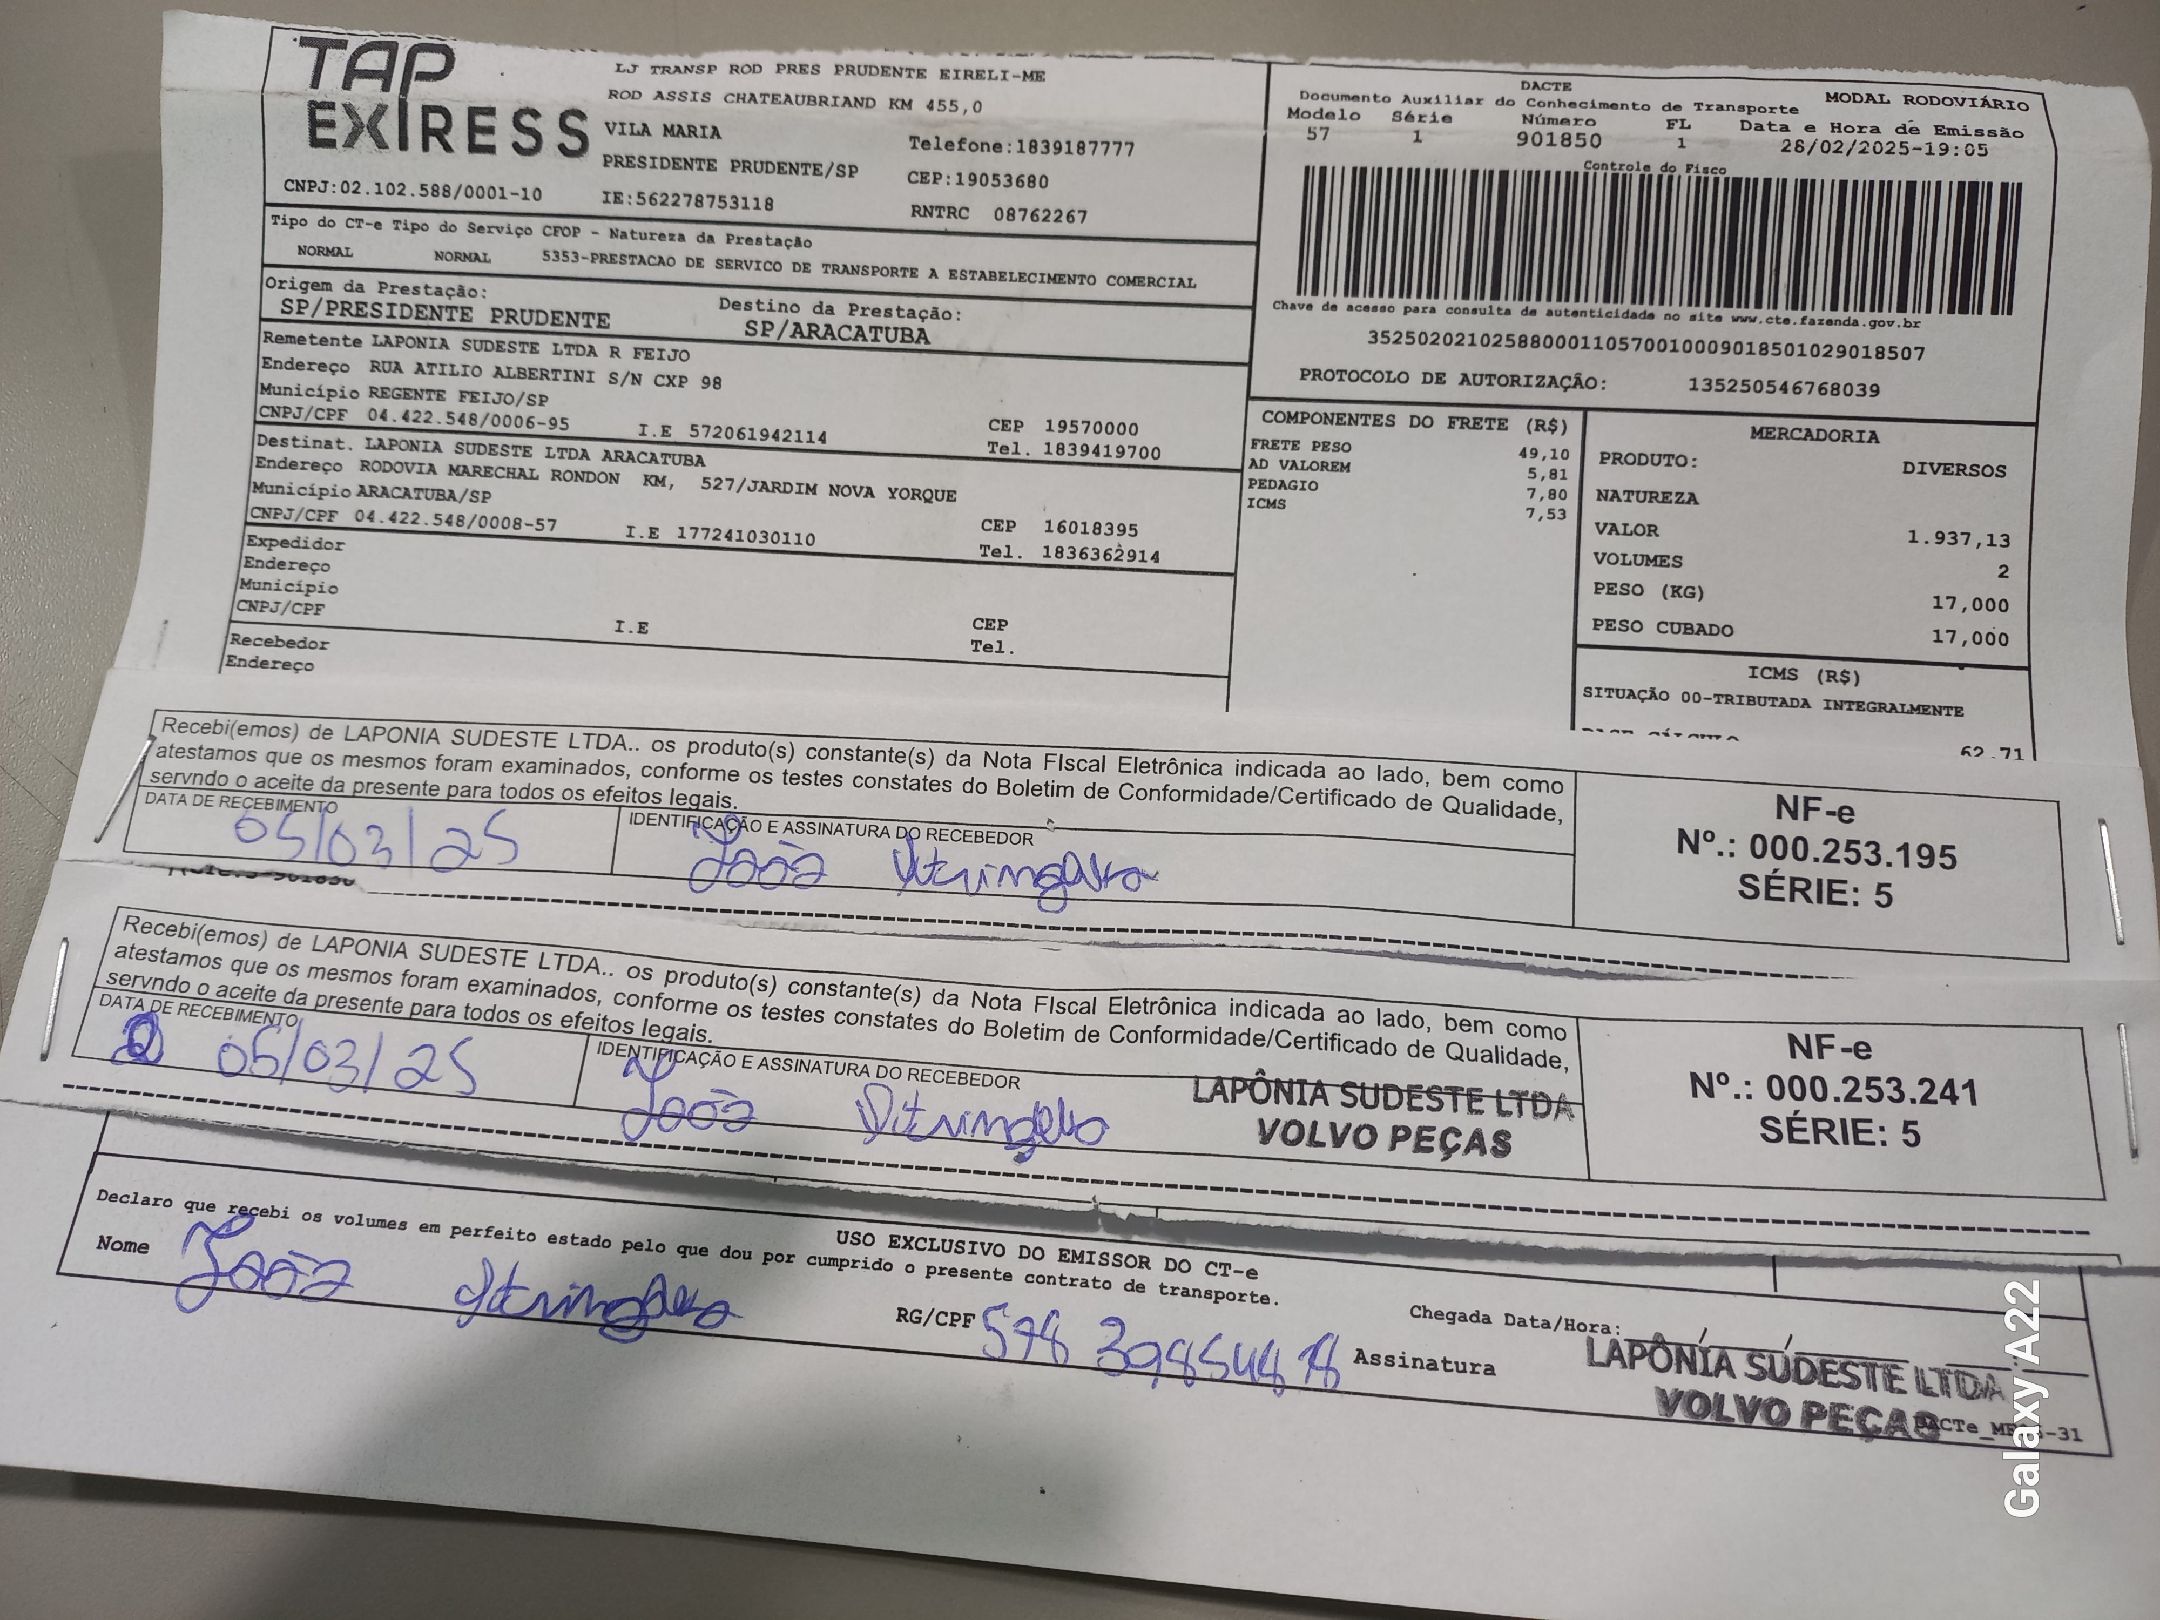 TAP
EXPRESS
LJ TRANSP ROD PRES PRUDENTE EIRELI-ME
ROD ASSIS CHATEAUBRIAND KM 455,0
VILA MARIA
Telefone:1839187777
PRESIDENTE PRUDENTE/SP
CEP:19053680
CNPJ:02.102.588/0001-10
IE:562278753118
RNTRC 08762267
DACTE
Documento Auxiliar do Conhecimento de Transporte
MODAL RODOVIÁRIO
Modelo Série Número FL Data e Hora de Emissão
57 1 901850 1 28/02/2025-19:05
Controle do Fisco
Chave de acesso para consulta de autenticidade no site www.cte.fazenda.gov.br
35250202102588000110570010009018501029018507
PROTOCOLO DE AUTORIZAÇÃO: 135250546768039
Tipo do CT-e Tipo do Serviço CFOP - Natureza da Prestação
NORMAL NORMAL 5353-PRESTACAO DE SERVICO DE TRANSPORTE A ESTABELECIMENTO COMERCIAL
Origem da Prestação: Destino da Prestação:
SP/PRESIDENTE PRUDENTE SP/ARACATUBA
Remetente LAPONIA SUDESTE LTDA R FEIJO
Endereço RUA ATILIO ALBERTINI S/N CXP 98
Município REGENTE FEIJO/SP CEP 19570000
CNPJ/CPF 04.422.548/0006-95 I.E 572061942114 Tel. 1839419700
Destinat. LAPONIA SUDESTE LTDA ARACATUBA
Endereço RODOVIA MARECHAL RONDON KM, 527/JARDIM NOVA YORQUE
Município ARACATUBA/SP CEP 16018395
CNPJ/CPF 04.422.548/0008-57 I.E 177241030110 Tel. 1836362914
Expedidor
Endereço
Município CEP
CNPJ/CPF I.E Tel.
Recebedor
Endereço
COMPONENTES DO FRETE (R$)
FRETE PESO 49,10
AD VALOREM 5,81
PEDAGIO 7,80
ICMS 7,53
MERCADORIA
PRODUTO: DIVERSOS
NATUREZA
VALOR 1.937,13
VOLUMES 2
PESO (KG) 17,000
PESO CUBADO 17,000
ICMS (R$)
SITUAÇÃO 00-TRIBUTADA INTEGRALMENTE
62,71
Recebi(emos) de LAPONIA SUDESTE LTDA.. os produto(s) constante(s) da Nota FIscal Eletrônica indicada ao lado, bem como
atestamos que os mesmos foram examinados, conforme os testes constates do Boletim de Conformidade/Certificado de Qualidade,
servndo o aceite da presente para todos os efeitos legais.
DATA DE RECEBIMENTO IDENTIFICAÇÃO E ASSINATURA DO RECEBEDOR
05/03/25 João
NF-e
Nº.: 000.253.195
SÉRIE: 5
Recebi(emos) de LAPONIA SUDESTE LTDA.. os produto(s) constante(s) da Nota FIscal Eletrônica indicada ao lado, bem como
atestamos que os mesmos foram examinados, conforme os testes constates do Boletim de Conformidade/Certificado de Qualidade,
servndo o aceite da presente para todos os efeitos legais.
DATA DE RECEBIMENTO IDENTIFICAÇÃO E ASSINATURA DO RECEBEDOR
05/03/25 João
LAPÔNIA SUDESTE LTDA
VOLVO PEÇAS
NF-e
Nº.: 000.253.241
SÉRIE: 5
USO EXCLUSIVO DO EMISSOR DO CT-e
Declaro que recebi os volumes em perfeito estado pelo que dou por cumprido o presente contrato de transporte.
Nome João RG/CPF Assinatura
Chegada Data/Hora:
LAPÔNIA SUDESTE LTDA
VOLVO PEÇAS
Galaxy A22